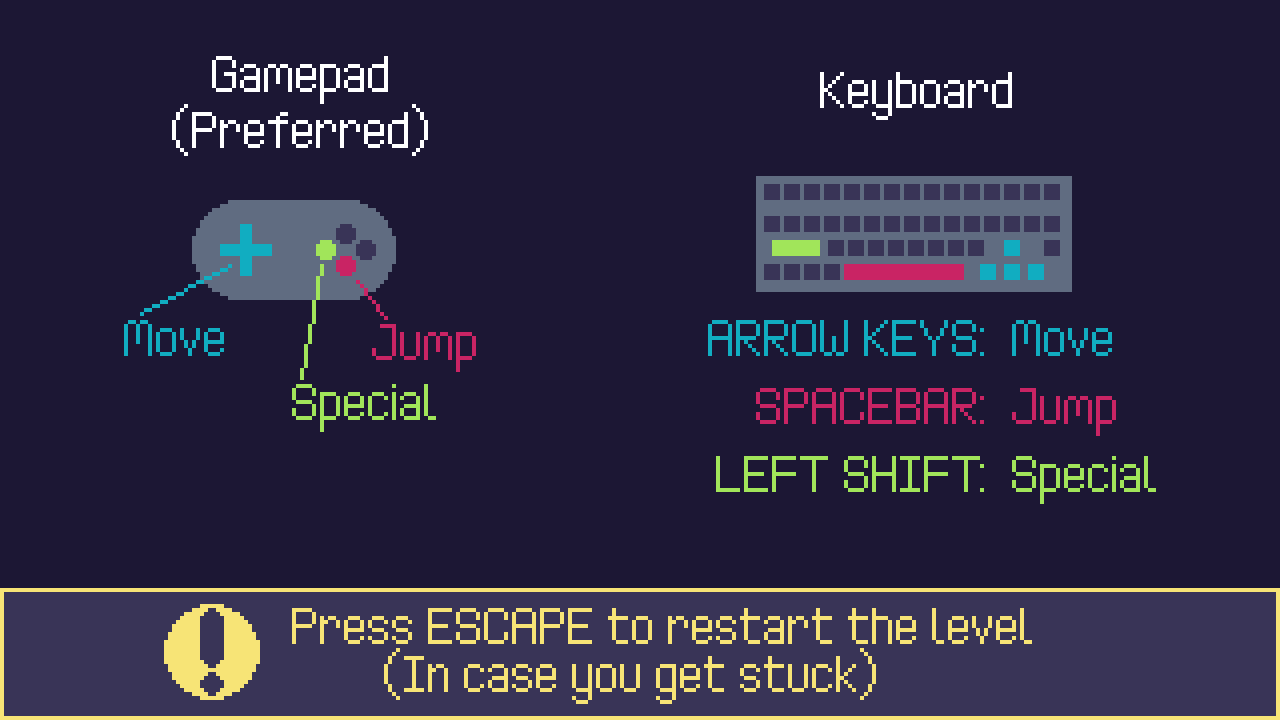 Gamepad
(Preferred)
Move
Jump
Special
Keyboard
ARROW KEYS: Move
SPACEBAR: Jump
LEFT SHIFT: Special
Press ESCAPE to restart the level
(In case you get stuck)